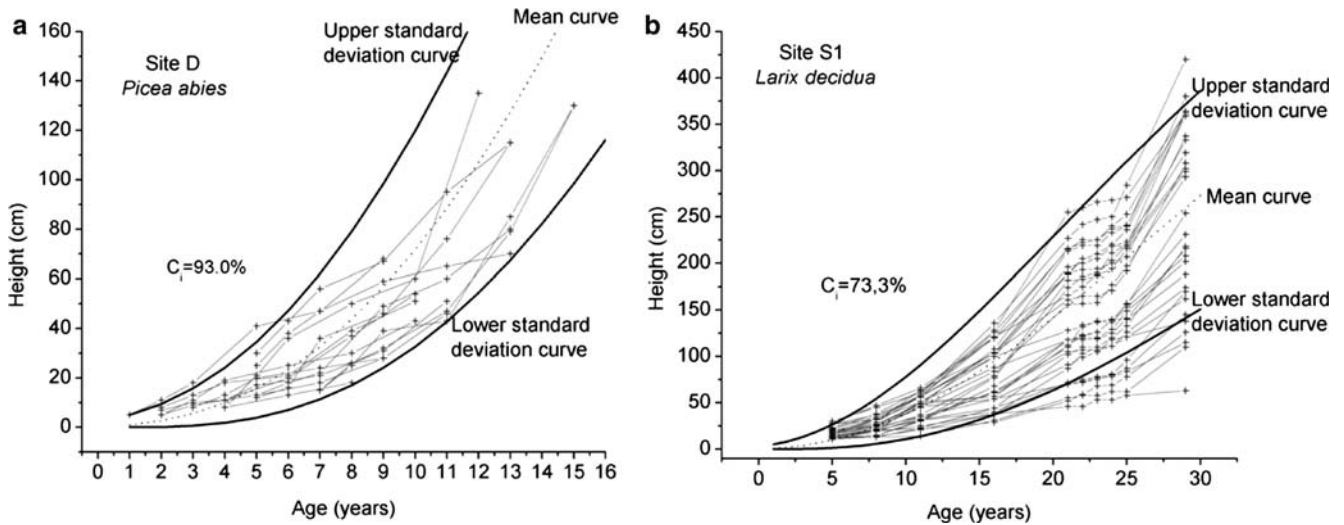 a
Site D
Picea abies
Upper standard
deviation curve
Mean curve
C_i=93.0%
Lower standard
deviation curve
Height (cm)
160
140
120
100
80
60
40
20
0
0 1 2 3 4 5 6 7 8 9 10 11 12 13 14 15 16
Age (years)
b
Site S1
Larix decidua
Upper standard
deviation curve
Mean curve
C_i=73,3%
Lower standard
deviation curve
Height (cm)
450
400
350
300
250
200
150
100
50
0
0 5 10 15 20 25 30
Age (years)